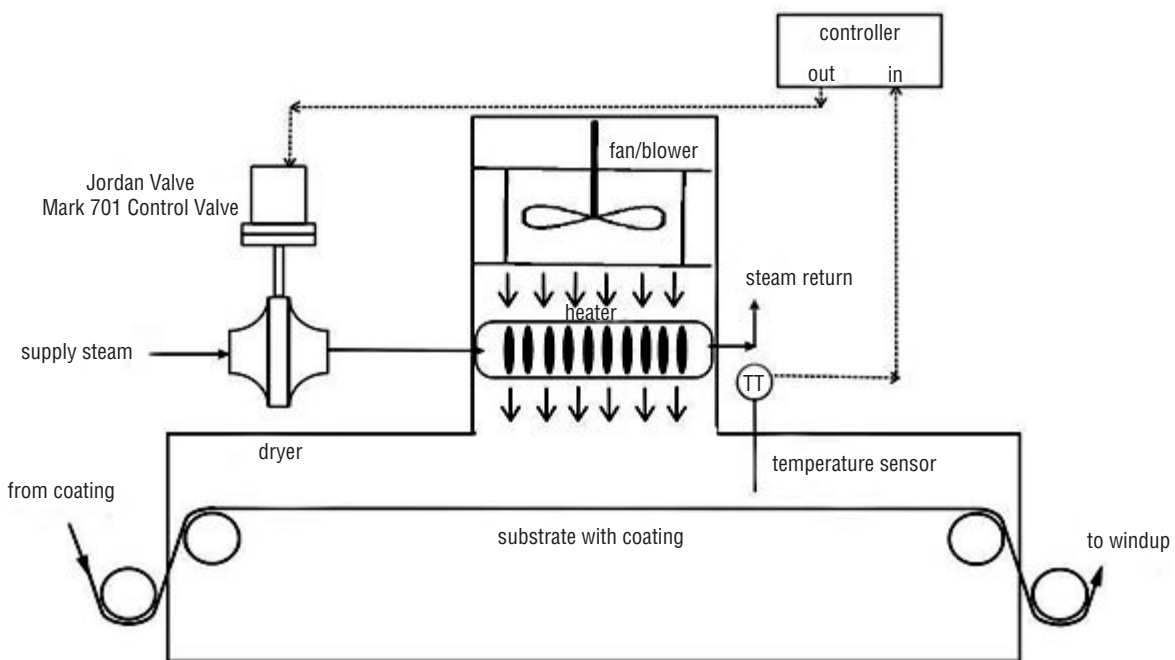 controller
out in
fan/blower
Jordan Valve
Mark 701 Control Valve
steam return
heater
supply steam
TT
dryer
temperature sensor
from coating
substrate with coating
to windup